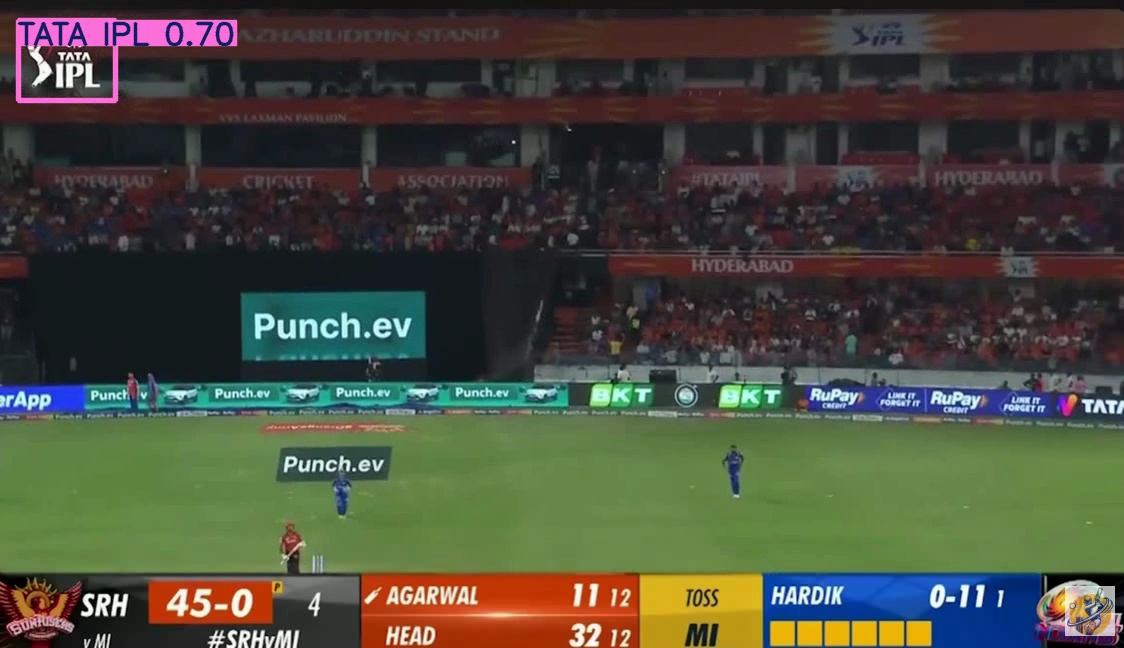 TATA IPL 0.70
TATA
IPL
AZHARUDDIN STAND
IPL
VVS LAXMAN PAVILION
HYDERABAD
CRICKET
ASSOCIATION
#TATAIPL
HYDERABAD
HYDERABAD
Punch.ev
erApp
Punch.ev
Punch.ev
Punch.ev
BKT
BKT
RuPay
CREDIT
LINK IT
FORGET IT
RuPay
CREDIT
LINK IT
FORGET IT
TATA
Punch.ev
SRH
v MI
45-0
P
4
#SRHvMI
AGARWAL 11 12
HEAD 32 12
TOSS
MI
HARDIK 0-11 1
SUNRISERS